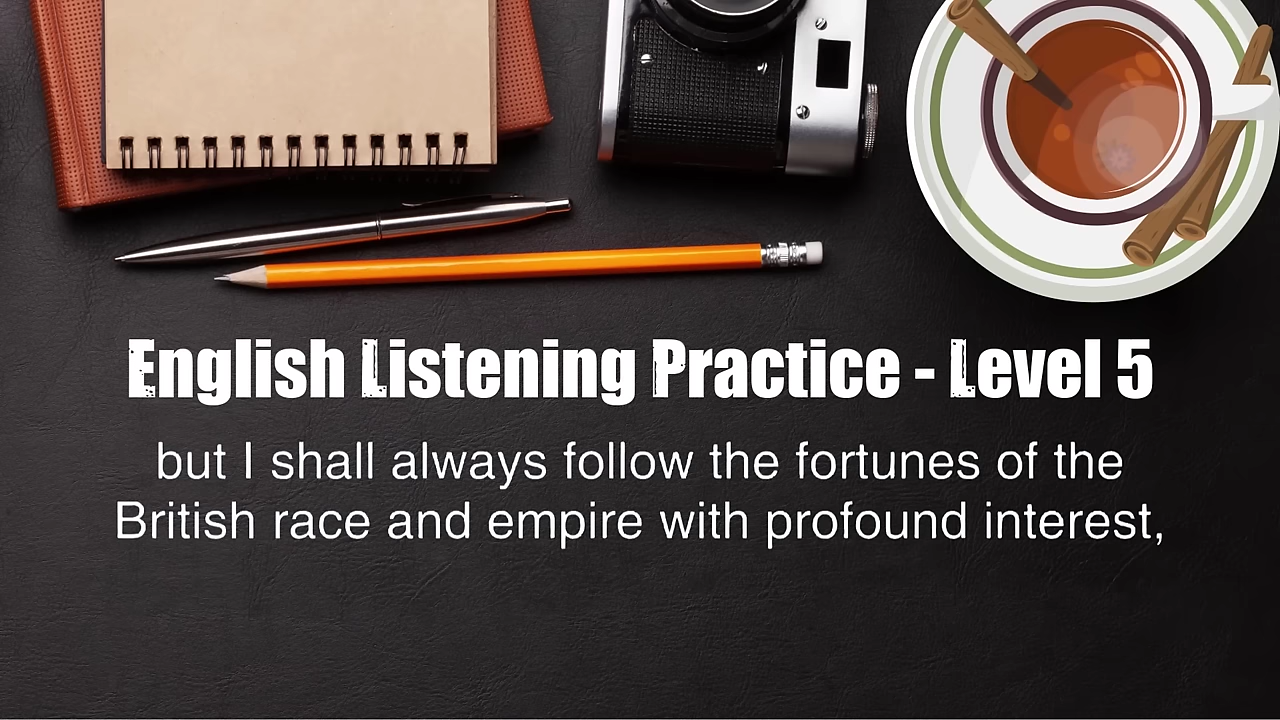 English Listening Practice - Level 5
but I shall always follow the fortunes of the
British race and empire with profound interest,